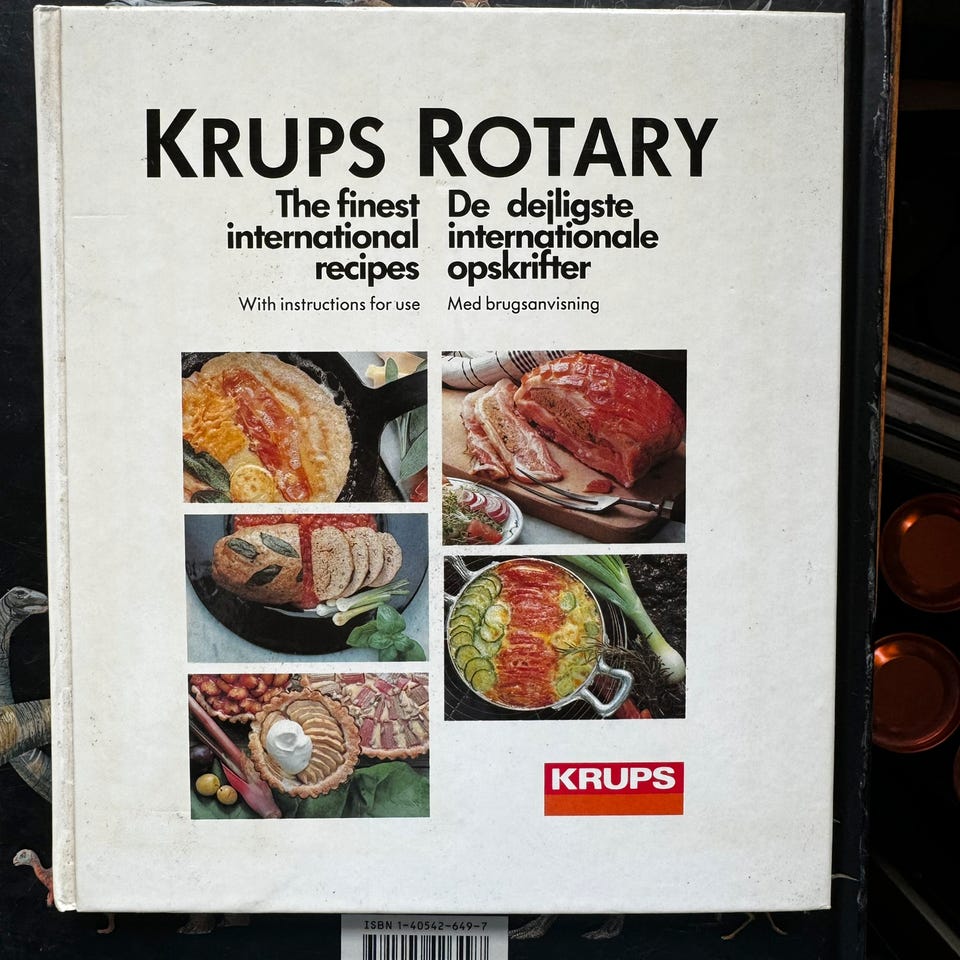 KRUPS ROTARY
The finest
international
recipes
With instructions for use
De dejligste
internationale
opskrifter
Med brugsanvisning
KRUPS
ISBN 1-40542-649-7